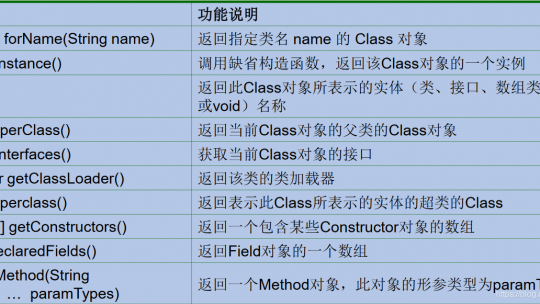 功能说明
forName(String name) 返回指定类名 name 的 Class 对象
nstance() 调用缺省构造函数，返回该Class对象的一个实例
返回此Class对象所表示的实体（类、接口、数组类
或void）名称
perClass() 返回当前Class对象的父类的Class对象
nterfaces() 获取当前Class对象的接口
r getClassLoader() 返回该类的类加载器
perclass() 返回表示此Class所表示的实体的超类的Class
[] getConstructors() 返回一个包含某些Constructor对象的数组
eclaredFields() 返回Field对象的一个数组
Method(String
… paramTypes) 返回一个Method对象，此对象的形参类型为paramT